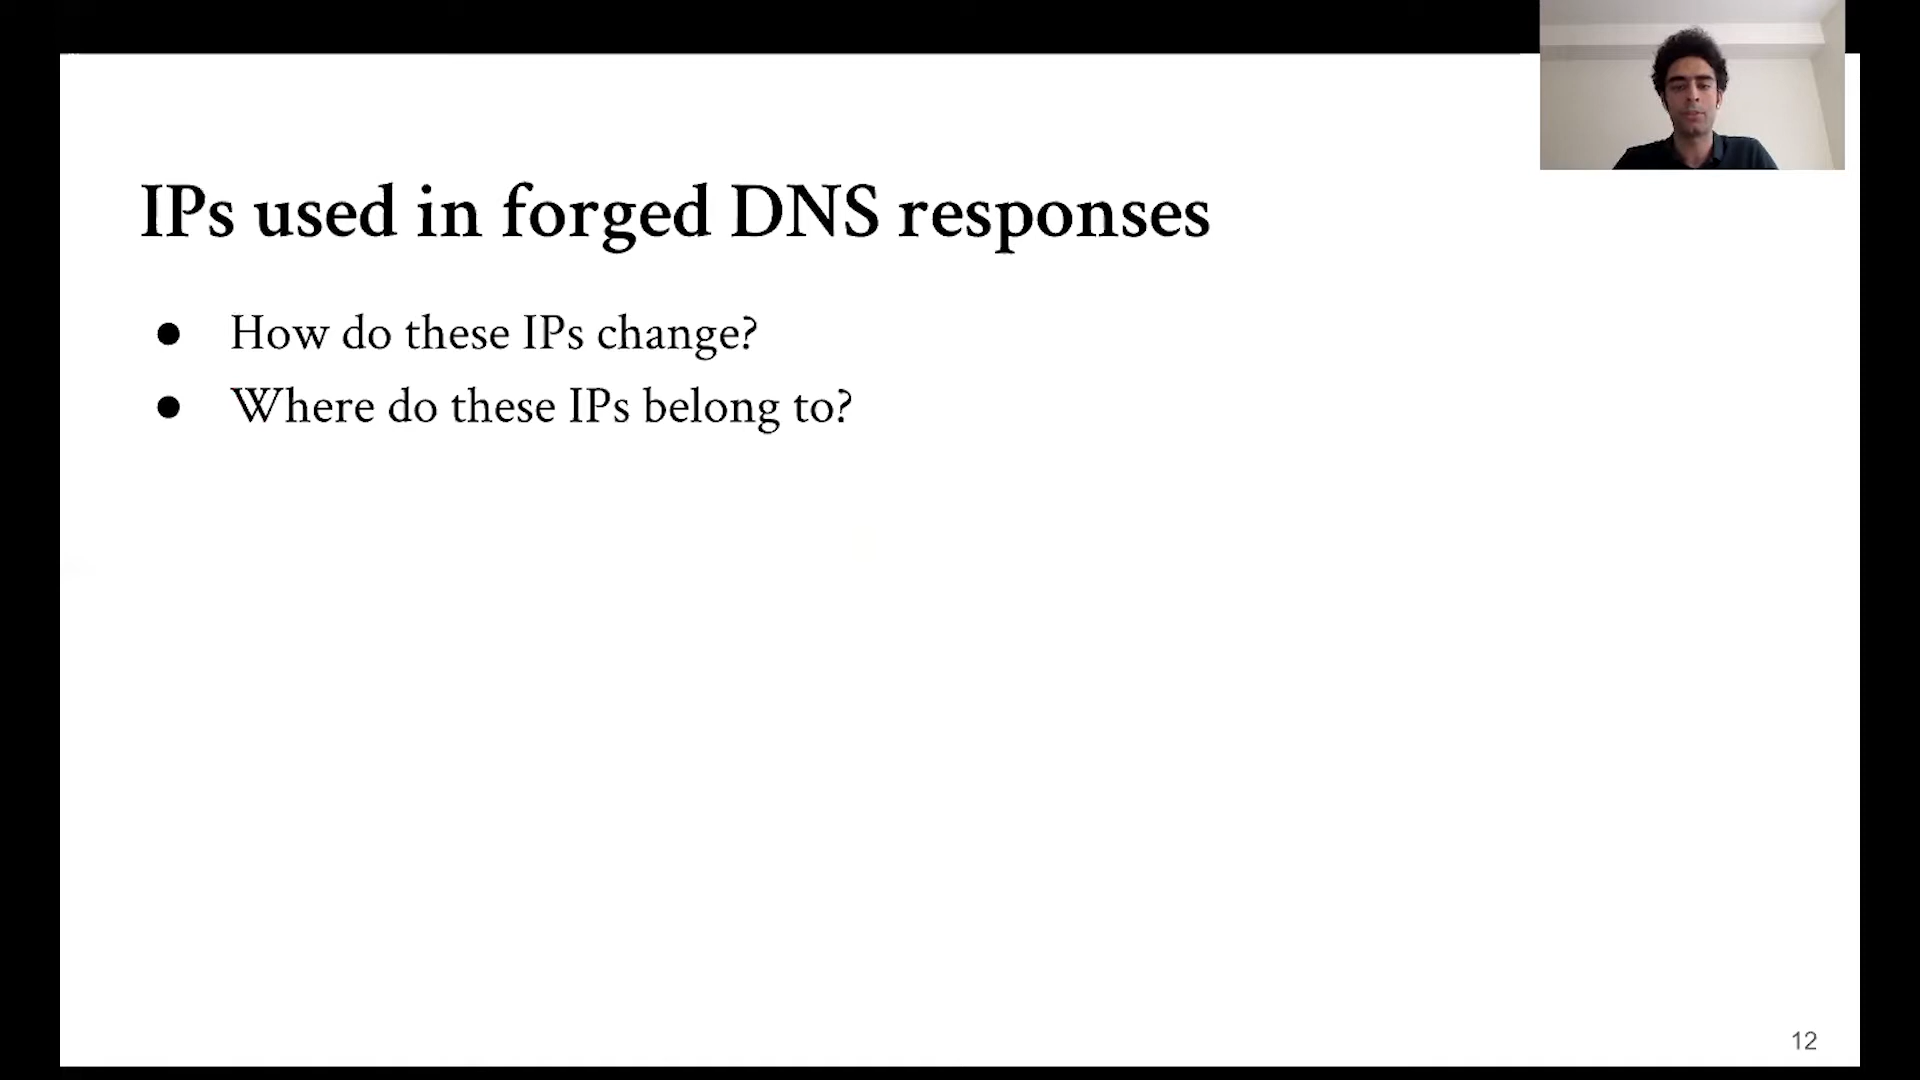 IPs used in forged DNS responses
● How do these IPs change?
● Where do these IPs belong to?
12